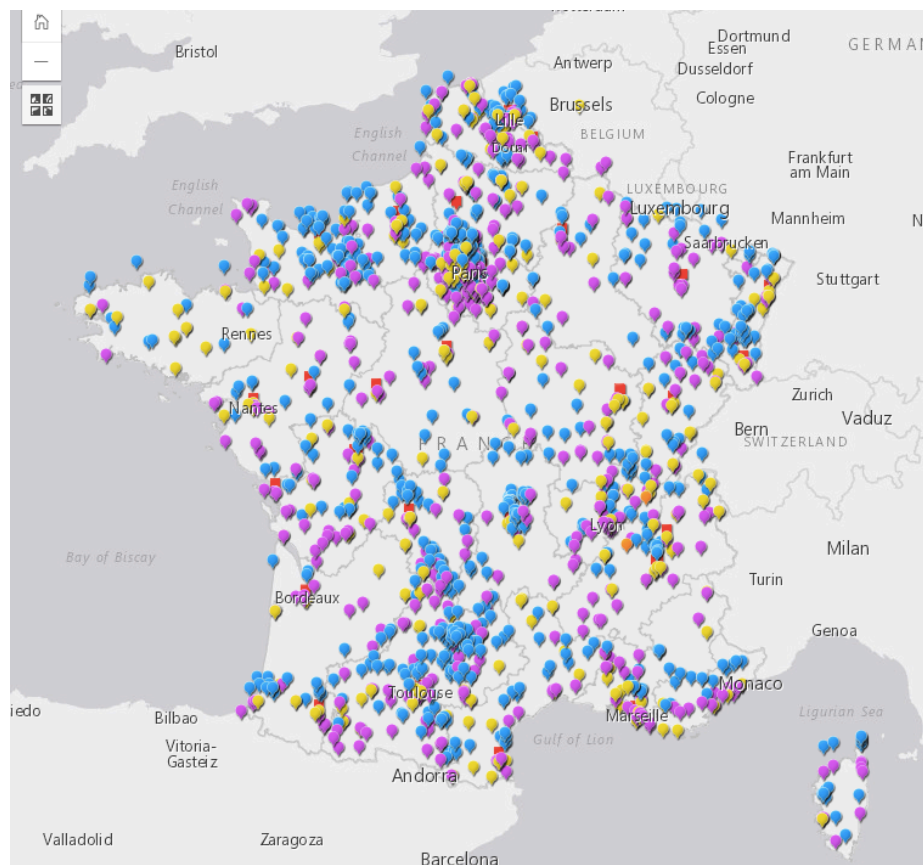 Bristol
Dortmund
Essen
GERMAN
Antwerp
Dusseldorf
Brussels
Cologne
Lille
English
Channel
BELGIUM
Frankfurt
am Main
English
Channel
LUXEMBOURG
Luxembourg
Mannheim
N
Saarbrucken
Paris
Stuttgart
Rennes
Zurich
Nantes
Vaduz
Bern
FRANC
SWITZERLAND
Lyon
Bay of Biscay
Milan
Turin
Bordeaux
Genoa
Toulouse
Monaco
iedo
Bilbao
Marseille
Ligurian Sea
Vitoria-
Gasteiz
Gulf of Lion
Andorra
Valladolid
Zaragoza
Barcelona